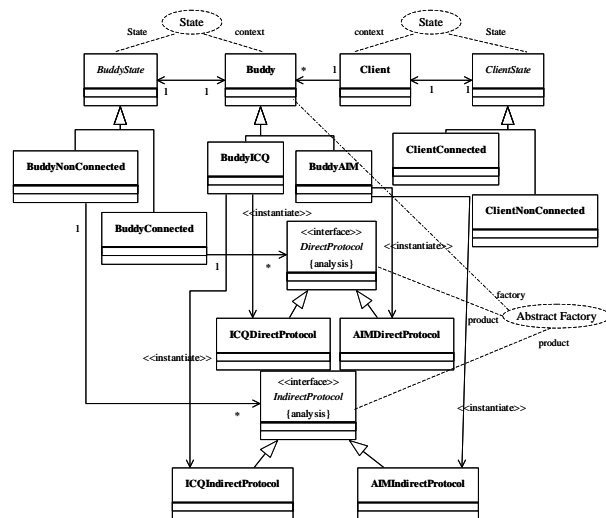 State
State
State
context
context
State
BuddyState
Buddy
Client
ClientState
*
1
1
1
1
1
BuddyNonConnected
BuddyICQ
BuddyAIM
ClientConnected
BuddyConnected
ClientNonConnected
<<instantiate>>
1
<<interface>>
DirectProtocol
{analysis}
<<instantiate>>
1
*
factory
Abstract Factory
product
product
ICQDirectProtocol
AIMDirectProtocol
<<instantiate>>
<<interface>>
IndirectProtocol
{analysis}
*
<<instantiate>>
ICQIndirectProtocol
AIMIndirectProtocol